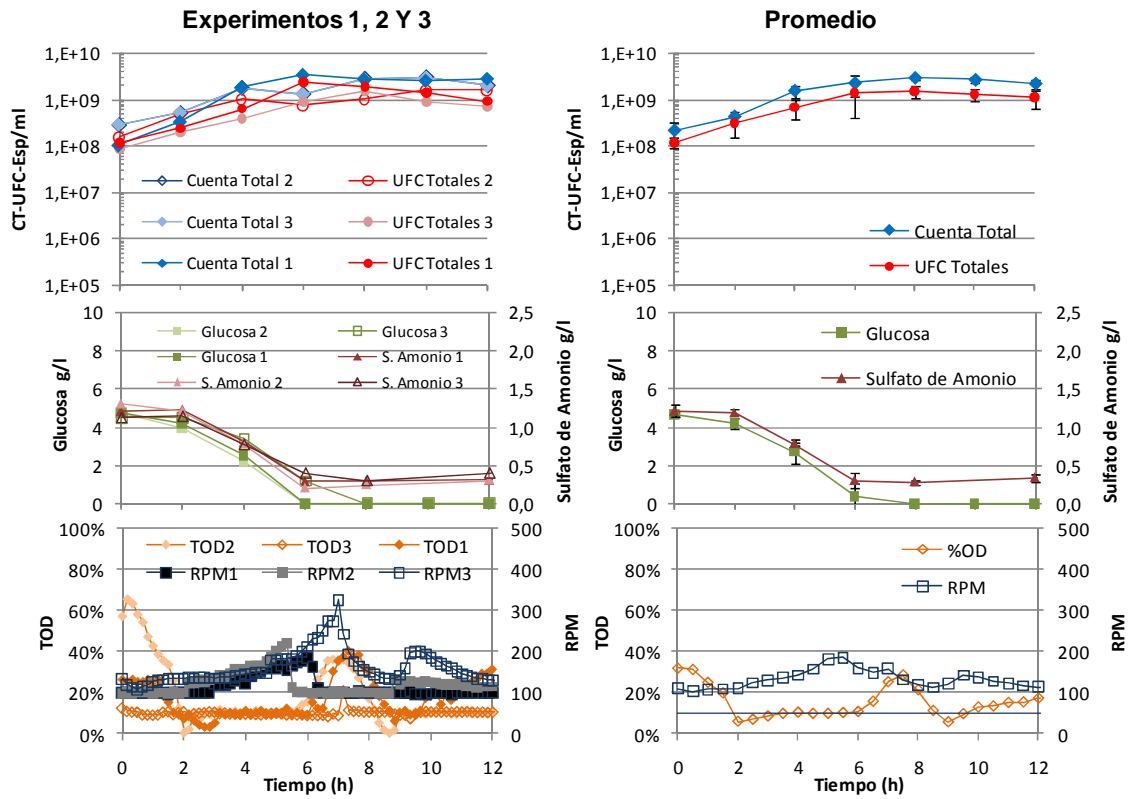 Experimentos 1, 2 Y 3
CT-UFC-Esp/ml
1,E+10
1,E+09
1,E+08
1,E+07
1,E+06
1,E+05
Cuenta Total 2
UFC Totales 2
Cuenta Total 3
UFC Totales 3
Cuenta Total 1
UFC Totales 1
Promedio
CT-UFC-Esp/ml
1,E+10
1,E+09
1,E+08
1,E+07
1,E+06
1,E+05
Cuenta Total
UFC Totales
Glucosa g/l
10
8
6
4
2
0
Glucosa 2
Glucosa 3
Glucosa 1
S. Amonio 1
S. Amonio 2
S. Amonio 3
2,5
2,0
1,5
1,0
0,5
0,0
Sulfato de Amonio g/l
Glucosa g/l
10
8
6
4
2
0
Glucosa
Sulfato de Amonio
2,5
2,0
1,5
1,0
0,5
0,0
Sulfato de Amonio g/l
TOD
100%
80%
60%
40%
20%
0%
TOD2
TOD3
TOD1
RPM1
RPM2
RPM3
500
400
300
200
100
0
RPM
0 2 4 6 8 10 12
Tiempo (h)
TOD
100%
80%
60%
40%
20%
0%
%OD
RPM
500
400
300
200
100
0
RPM
0 2 4 6 8 10 12
Tiempo (h)